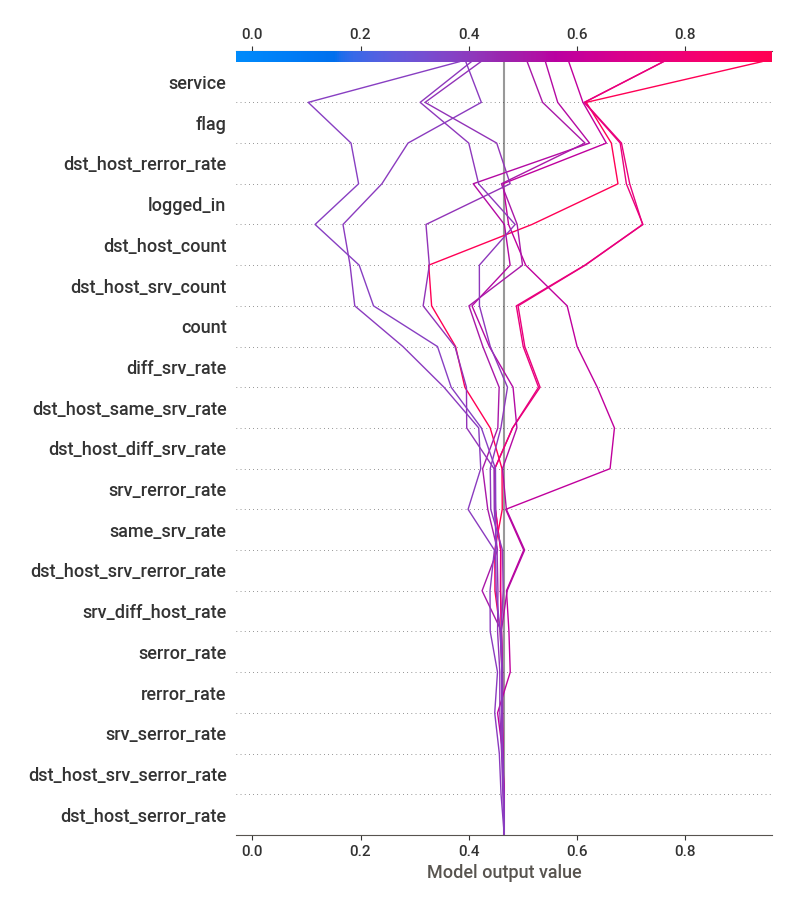 0.0 0.2 0.4 0.6 0.8
service
flag
dst_host_rerror_rate
logged_in
dst_host_count
dst_host_srv_count
count
diff_srv_rate
dst_host_same_srv_rate
dst_host_diff_srv_rate
srv_rerror_rate
same_srv_rate
dst_host_srv_rerror_rate
srv_diff_host_rate
serror_rate
rerror_rate
srv_serror_rate
dst_host_srv_serror_rate
dst_host_serror_rate
0.0 0.2 0.4 0.6 0.8
Model output value